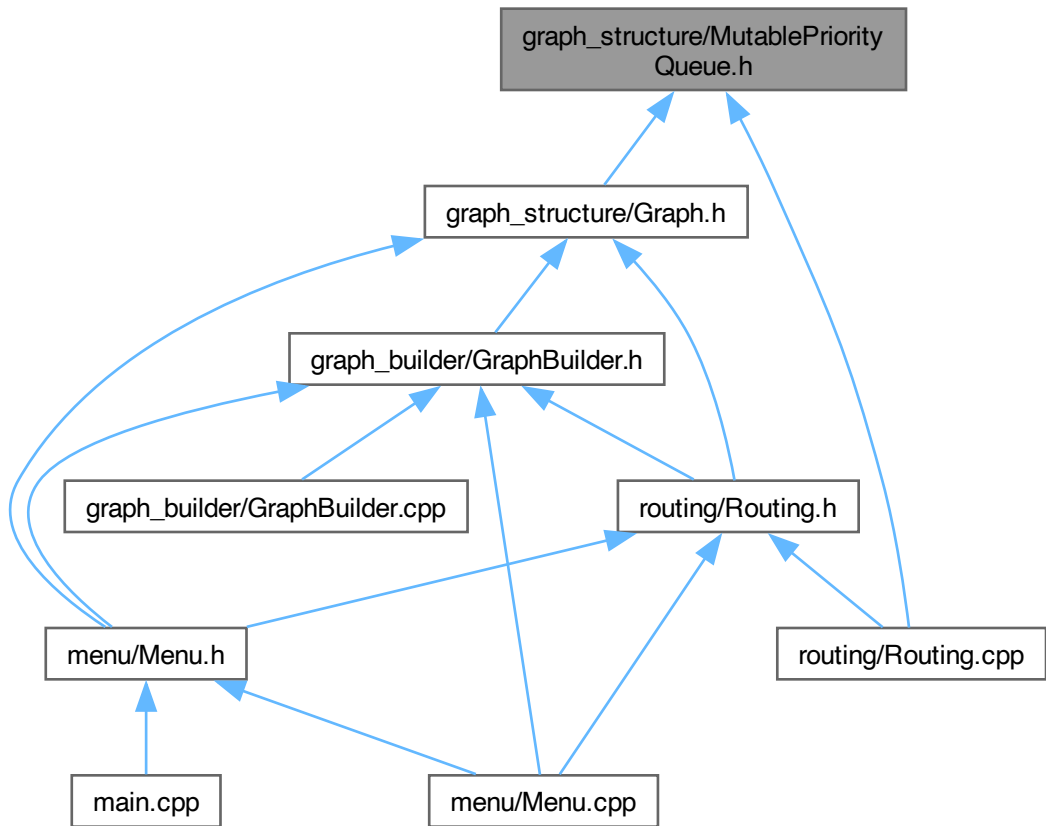 graph_structure/MutablePriority
Queue.h
graph_structure/Graph.h
graph_builder/GraphBuilder.h
graph_builder/GraphBuilder.cpp
routing/Routing.h
menu/Menu.h
routing/Routing.cpp
main.cpp
menu/Menu.cpp